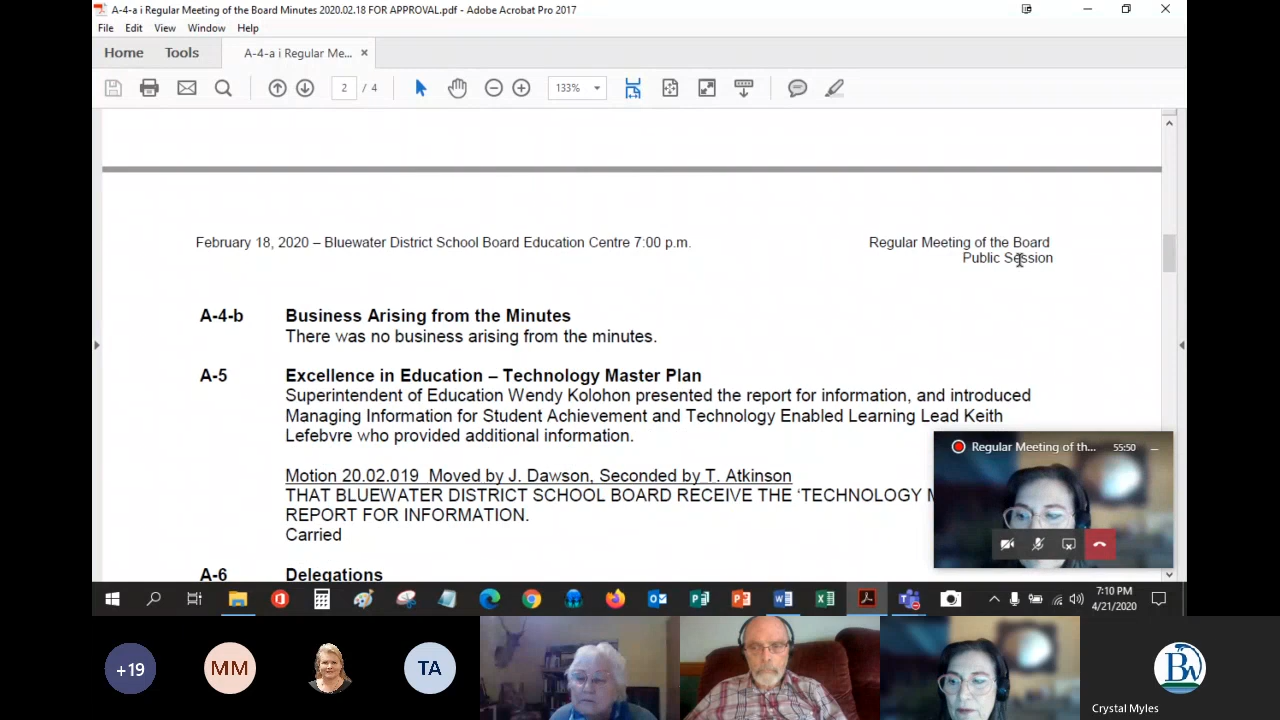 A-4-a i Regular Meeting of the Board Minutes 2020.02.18 FOR APPROVAL.pdf - Adobe Acrobat Pro 2017
File Edit View Window Help
Home Tools A-4-a i Regular Me... ×
2 / 4 133%
February 18, 2020 – Bluewater District School Board Education Centre 7:00 p.m. Regular Meeting of the Board
Public Session
A-4-b Business Arising from the Minutes
There was no business arising from the minutes.
A-5 Excellence in Education – Technology Master Plan
Superintendent of Education Wendy Kolohon presented the report for information, and introduced
Managing Information for Student Achievement and Technology Enabled Learning Lead Keith
Lefebvre who provided additional information.
Regular Meeting of th... 55:50
Motion 20.02.019 Moved by J. Dawson, Seconded by T. Atkinson
THAT BLUEWATER DISTRICT SCHOOL BOARD RECEIVE THE 'TECHNOLOGY
REPORT FOR INFORMATION.
Carried
A-6 Delegations
7:10 PM
4/21/2020
+19 MM TA
Bw
Crystal Myles